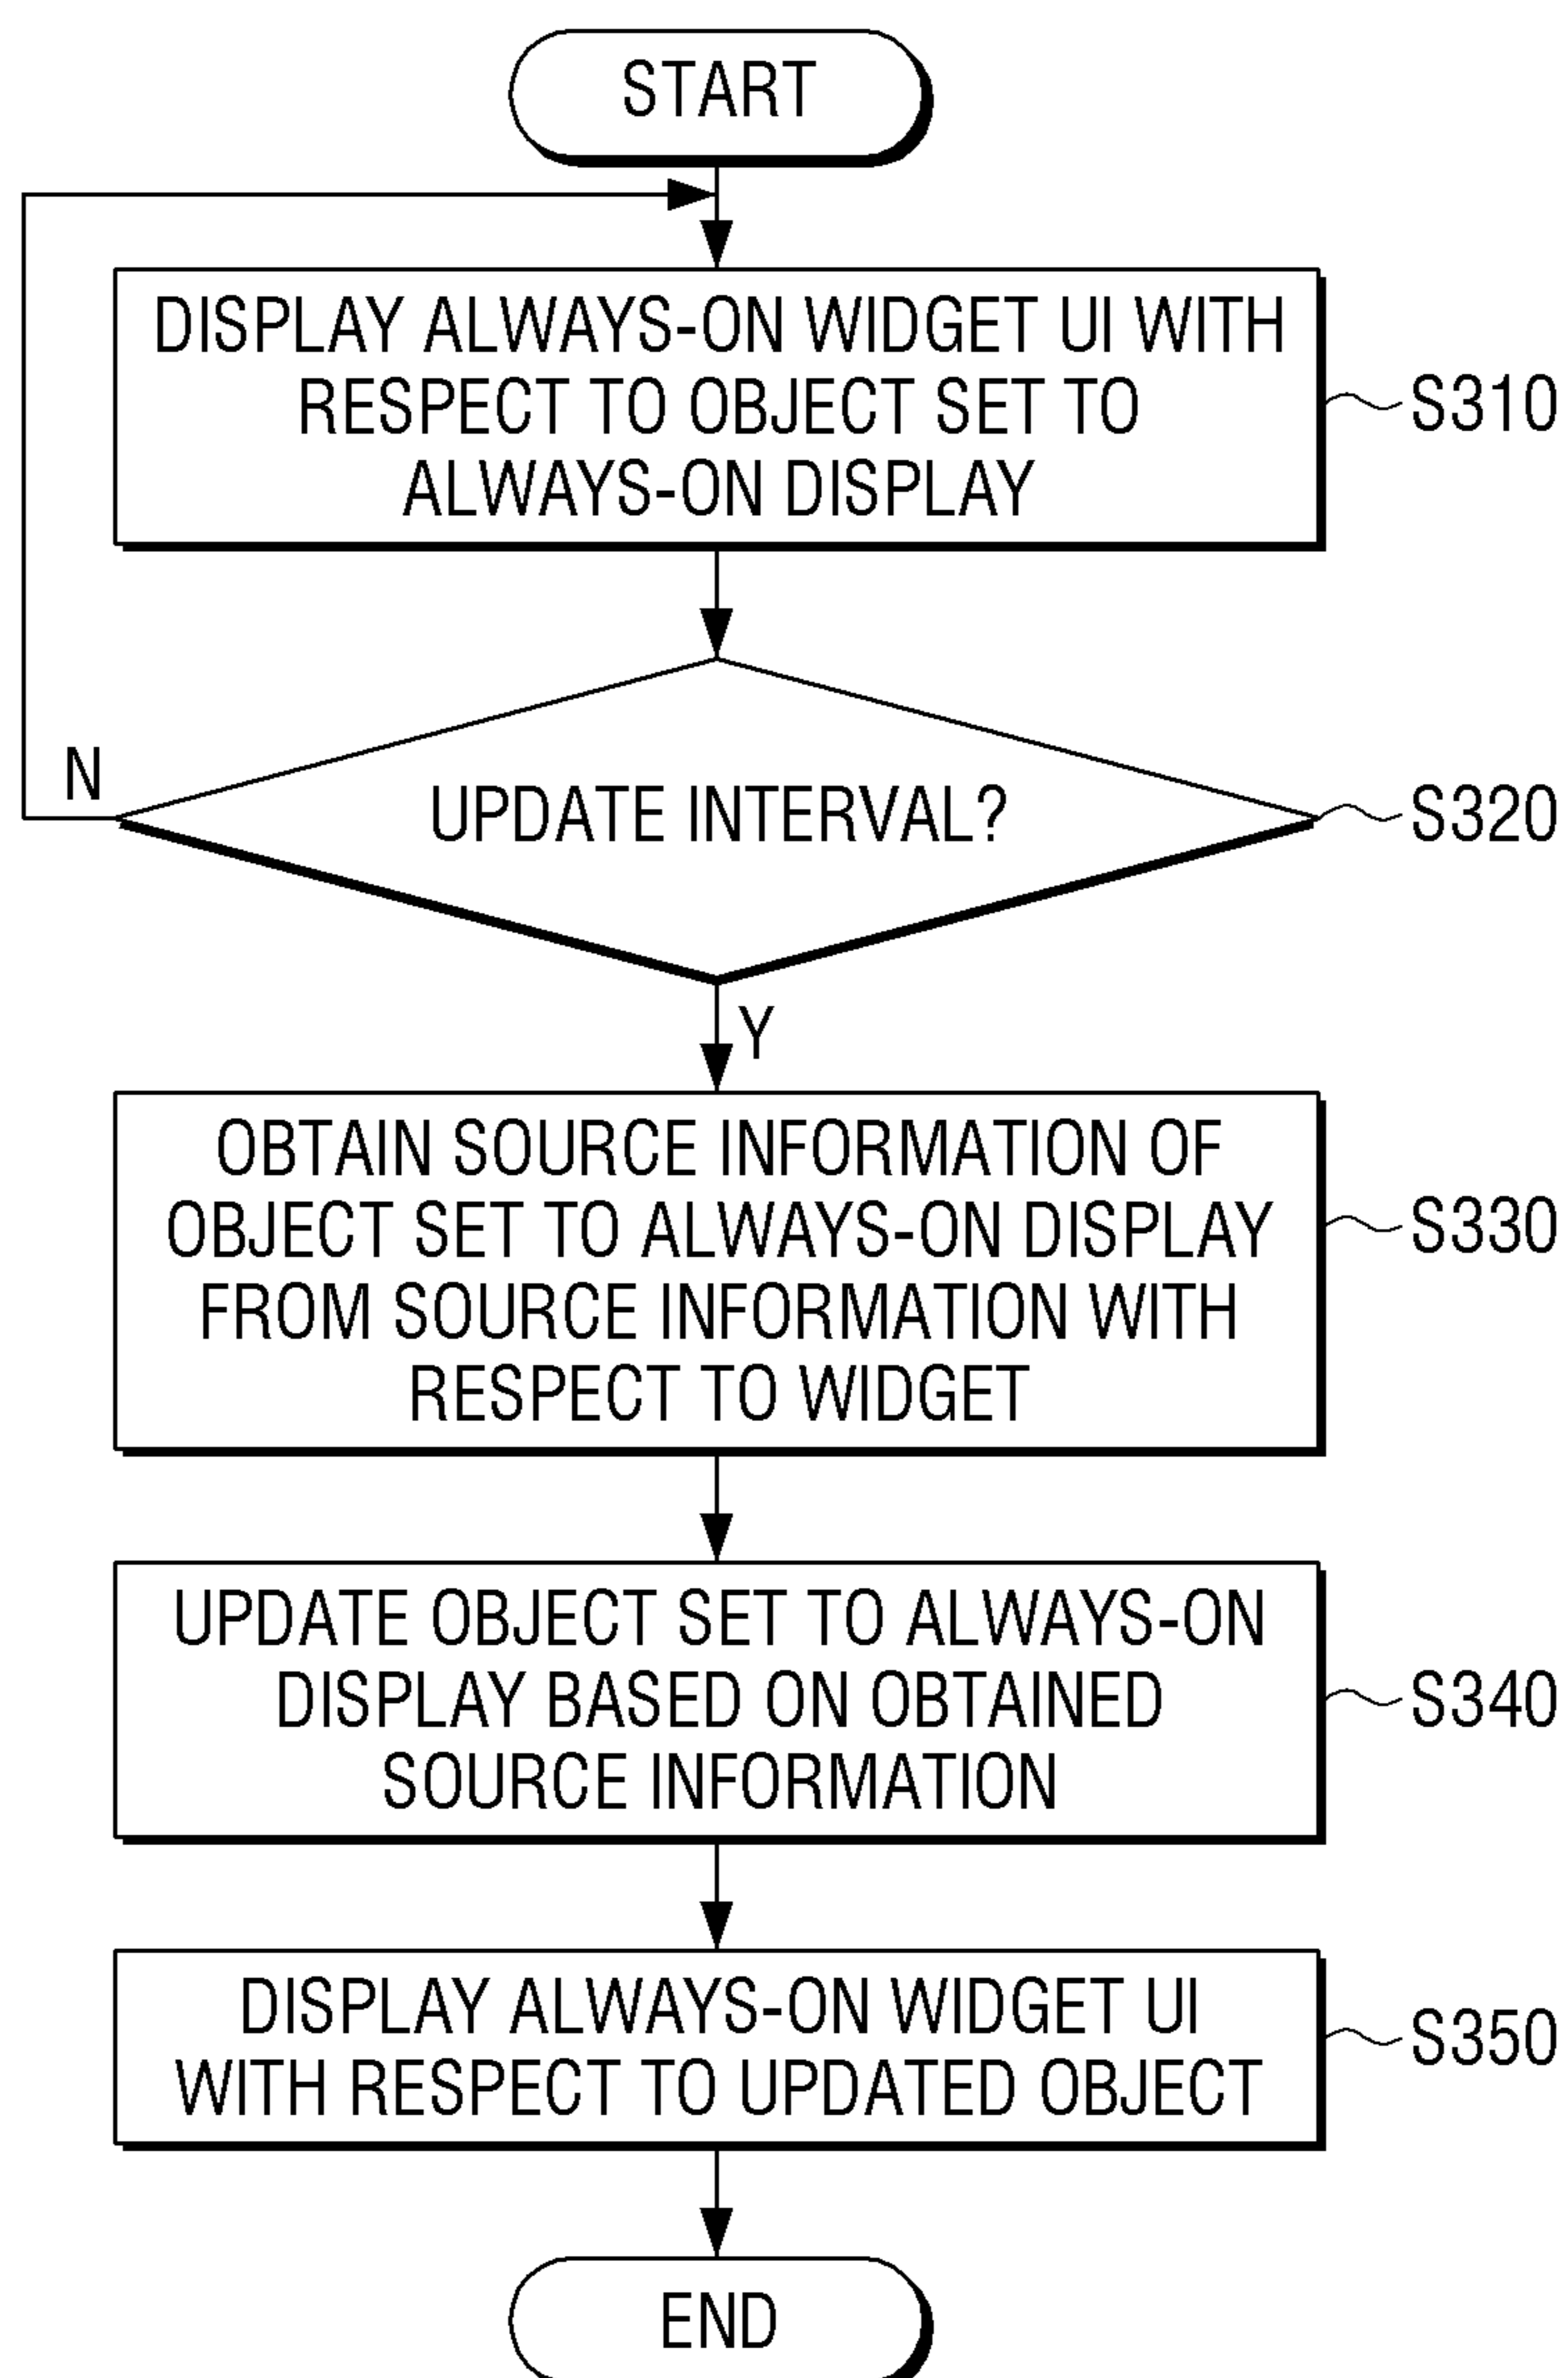 START
DISPLAY ALWAYS-ON WIDGET UI WITH
RESPECT TO OBJECT SET TO
ALWAYS-ON DISPLAY
S310
N
UPDATE INTERVAL?
S320
Y
OBTAIN SOURCE INFORMATION OF
OBJECT SET TO ALWAYS-ON DISPLAY
FROM SOURCE INFORMATION WITH
RESPECT TO WIDGET
S330
UPDATE OBJECT SET TO ALWAYS-ON
DISPLAY BASED ON OBTAINED
SOURCE INFORMATION
S340
DISPLAY ALWAYS-ON WIDGET UI
WITH RESPECT TO UPDATED OBJECT
S350
END